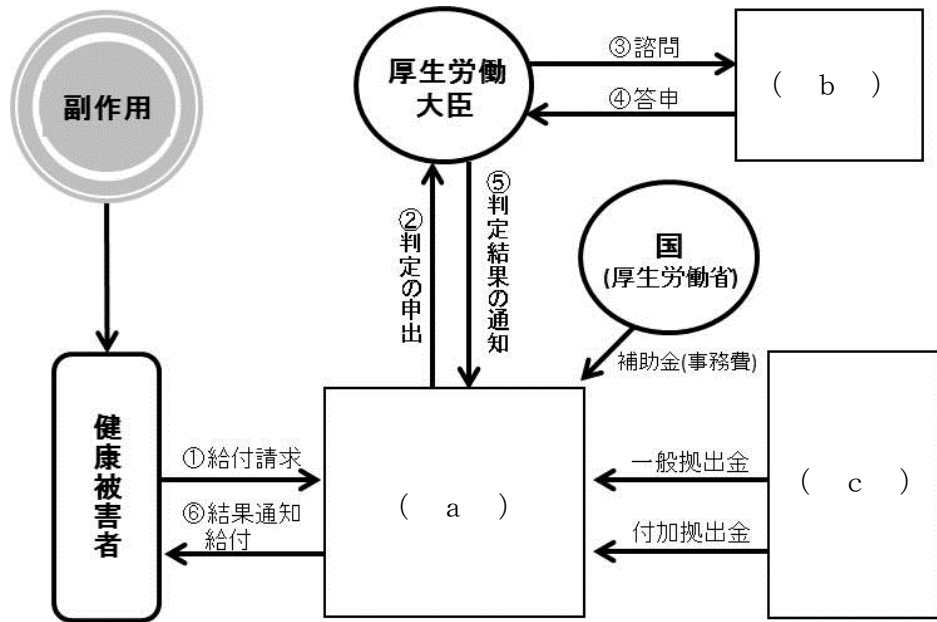 副作用
厚生労働
大臣
③諮問
④答申
( b )
②判定の申出
⑤判定結果の通知
国
(厚生労働省)
補助金(事務費)
健康被害者
①給付請求
⑥結果通知
給付
( a )
一般拠出金
付加拠出金
( c )